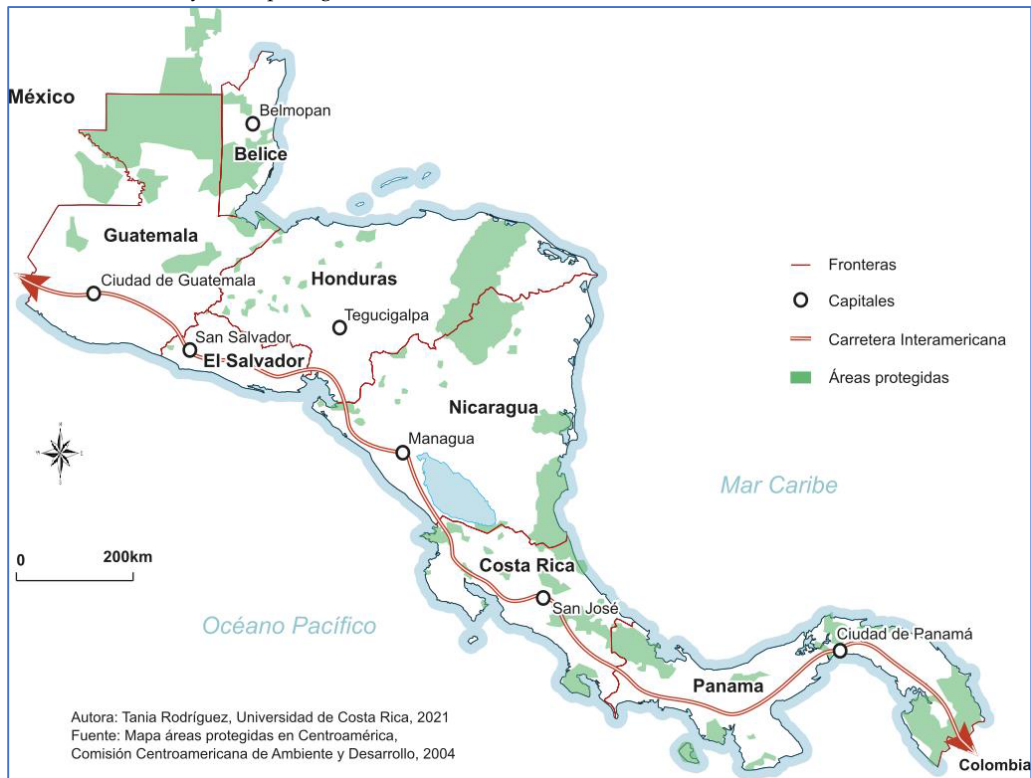 México
Belmopan
Belice
Guatemala
Ciudad de Guatemala
Honduras
Tegucigalpa
San Salvador
El Salvador
Nicaragua
Managua
Fronteras
Capitales
Carretera Interamericana
Áreas protegidas
Mar Caribe
0 200km
Costa Rica
San José
Océano Pacífico
Ciudad de Panamá
Panama
Colombia
Autora: Tania Rodríguez, Universidad de Costa Rica, 2021
Fuente: Mapa áreas protegidas en Centroamérica,
Comisión Centroamericana de Ambiente y Desarrollo, 2004